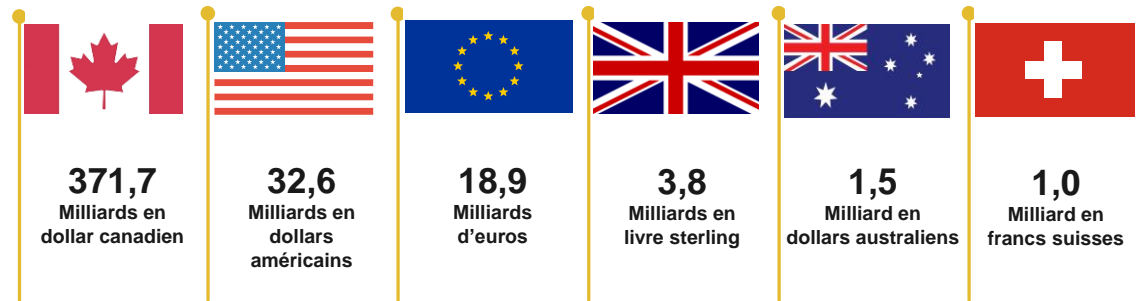 371,7
Milliards en
dollar canadien
32,6
Milliards en
dollars
américains
18,9
Milliards
d’euros
3,8
Milliards en
livre sterling
1,5
Milliard en
dollars australiens
1,0
Milliard en
francs suisses